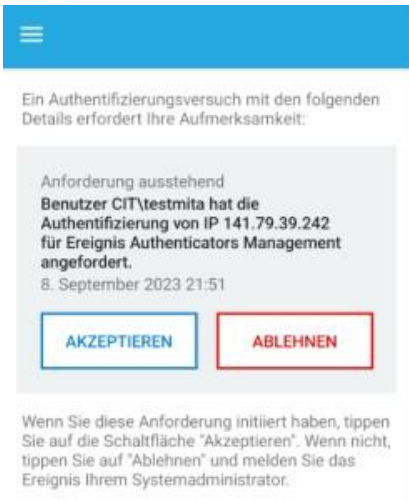 Ein Authentifizierungsversuch mit den folgenden
Details erfordert Ihre Aufmerksamkeit:
Anforderung ausstehend
Benutzer CIT\testmita hat die
Authentifizierung von IP 141.79.39.242
für Ereignis Authenticators Management
angefordert.
8. September 2023 21:51
AKZEPTIEREN ABLEHNEN
Wenn Sie diese Anforderung initiiert haben, tippen
Sie auf die Schaltfläche "Akzeptieren". Wenn nicht,
tippen Sie auf "Ablehnen" und melden Sie das
Ereignis Ihrem Systemadministrator.